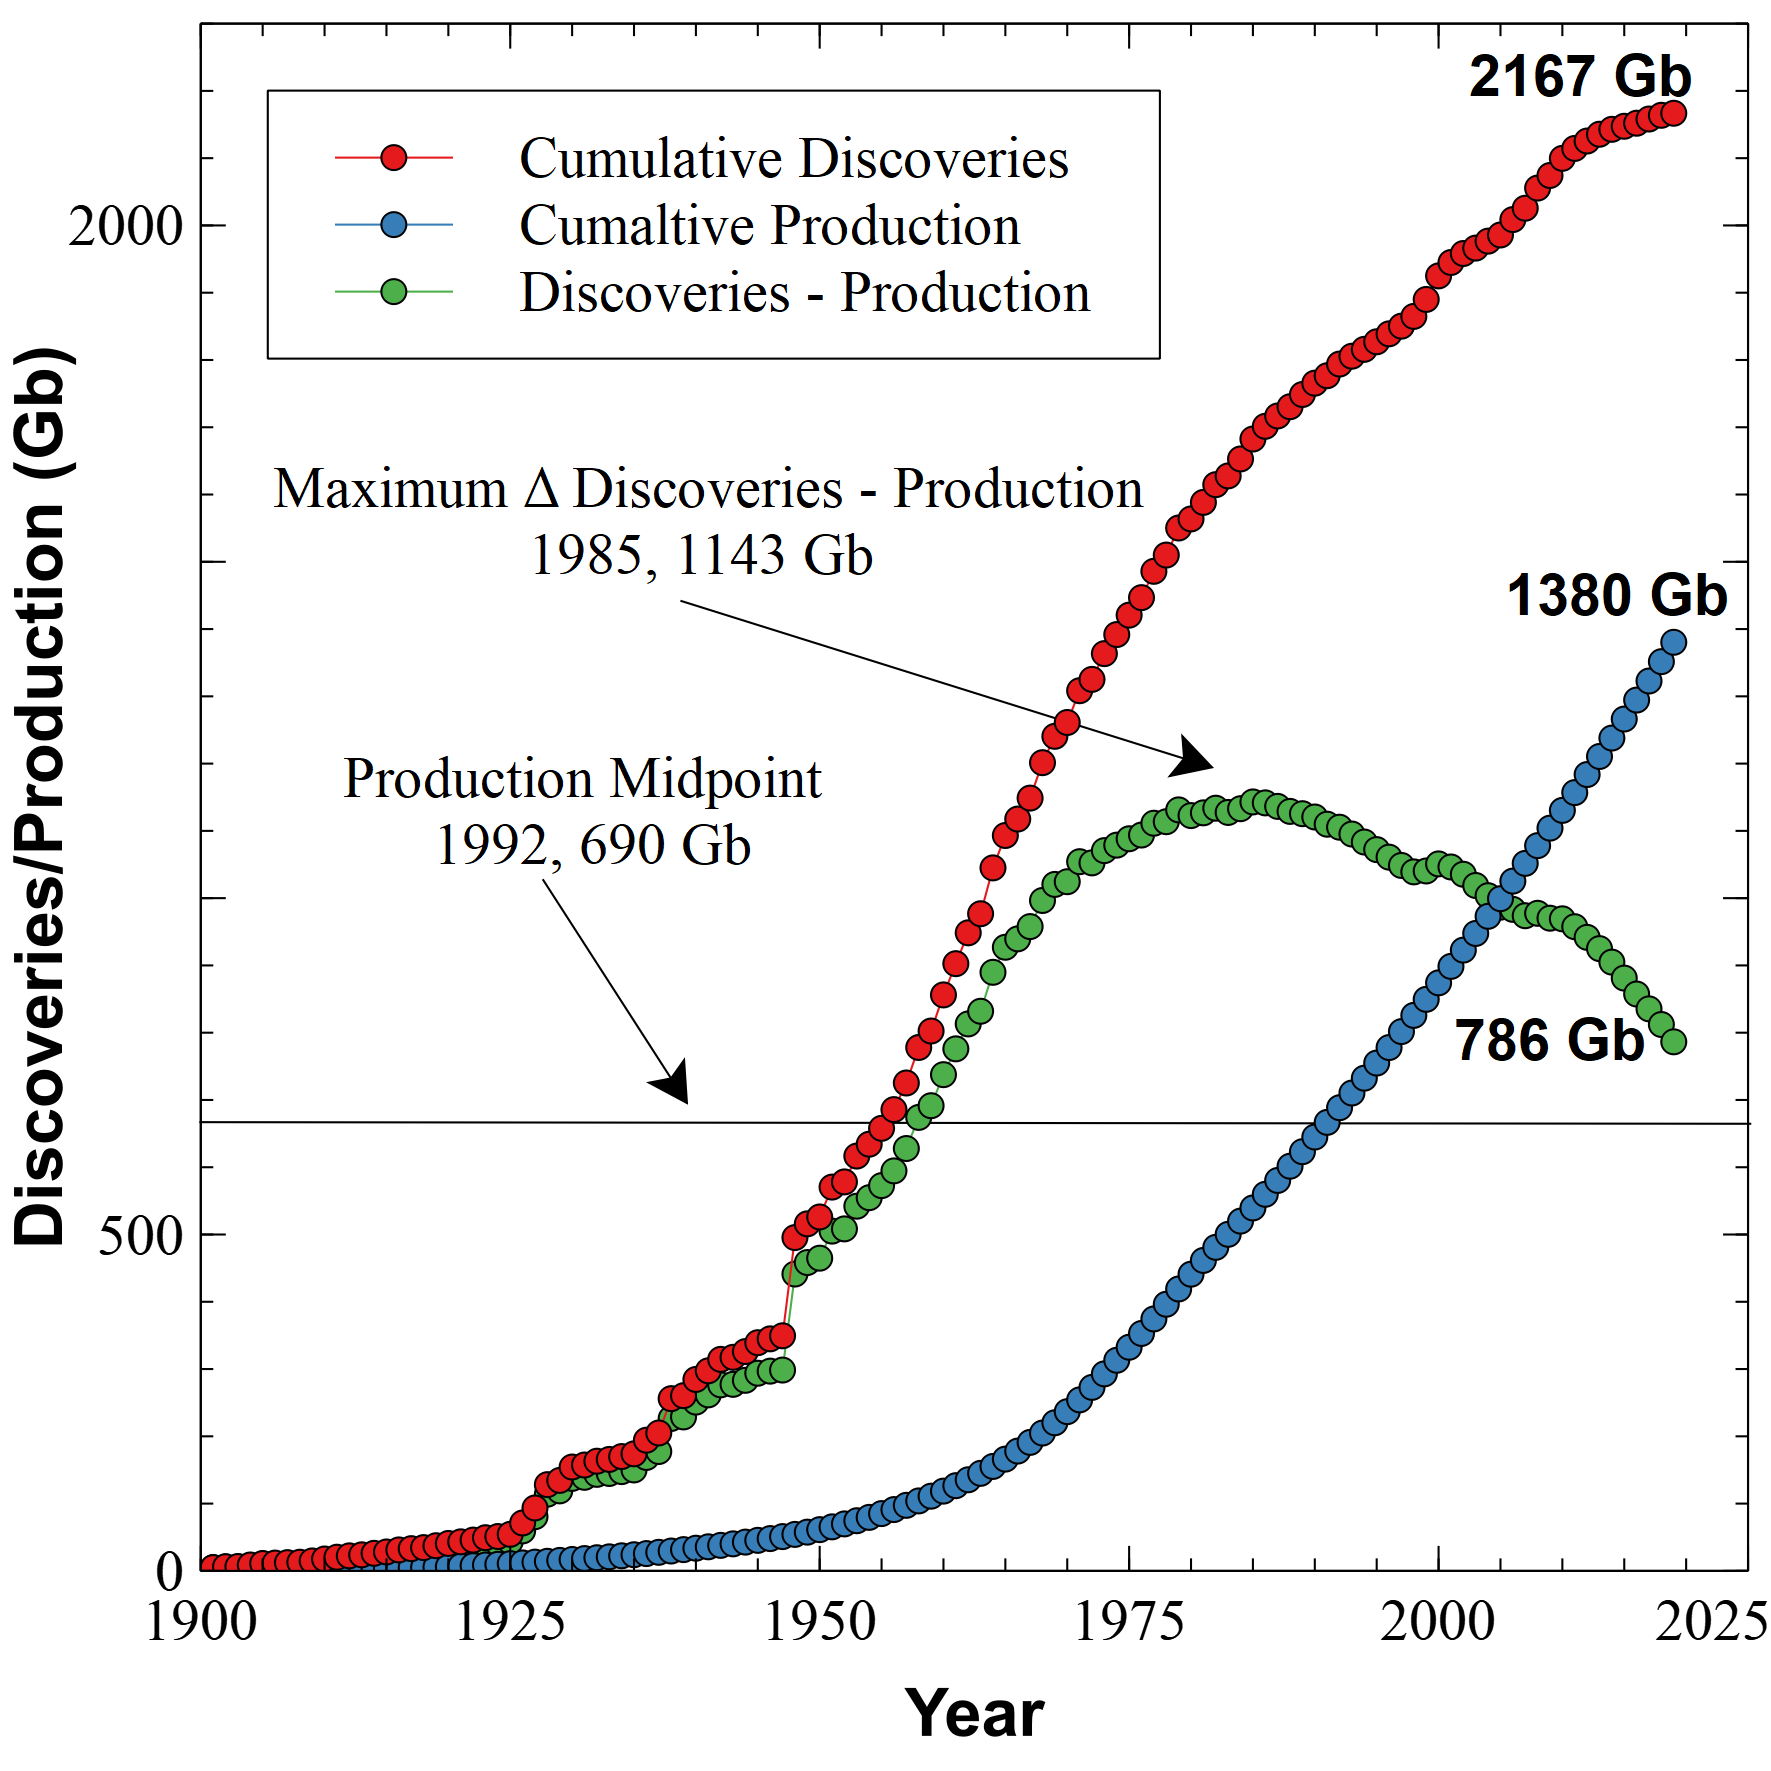 2167 Gb
Cumulative Discoveries
Cumaltive Production
Discoveries - Production
2000
Maximum Δ Discoveries - Production
1985, 1143 Gb
1380 Gb
Production Midpoint
1992, 690 Gb
786 Gb
500
0
1900
1925
1950
1975
2000
2025
Discoveries/Production (Gb)
Year